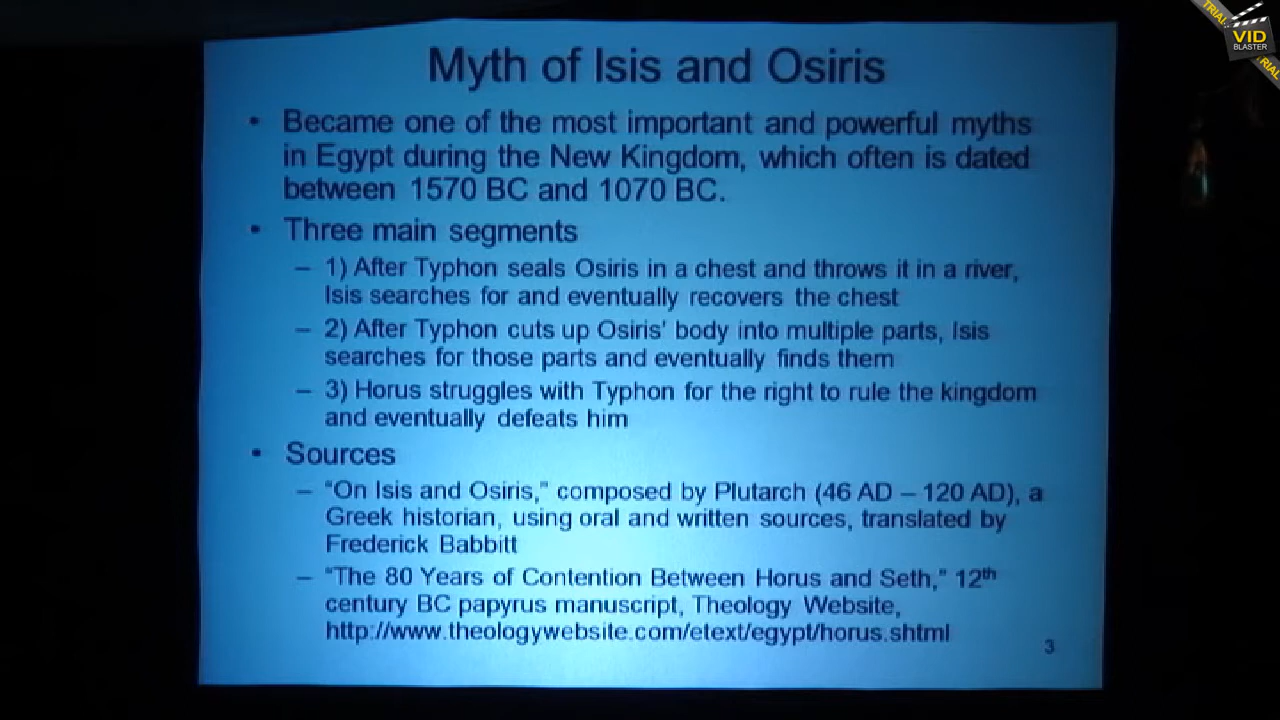 Myth of Isis and Osiris
• Became one of the most important and powerful myths
in Egypt during the New Kingdom, which often is dated
between 1570 BC and 1070 BC.
• Three main segments
– 1) After Typhon seals Osiris in a chest and throws it in a river,
Isis searches for and eventually recovers the chest
– 2) After Typhon cuts up Osiris' body into multiple parts, Isis
searches for those parts and eventually finds them
– 3) Horus struggles with Typhon for the right to rule the kingdom
and eventually defeats him
• Sources
– "On Isis and Osiris," composed by Plutarch (46 AD – 120 AD), a
Greek historian, using oral and written sources, translated by
Frederick Babbitt
– "The 80 Years of Contention Between Horus and Seth," 12th
century BC papyrus manuscript, Theology Website,
http://www.theologywebsite.com/etext/egypt/horus.shtml
3
TRIAL
VID
BLASTER
TRIAL